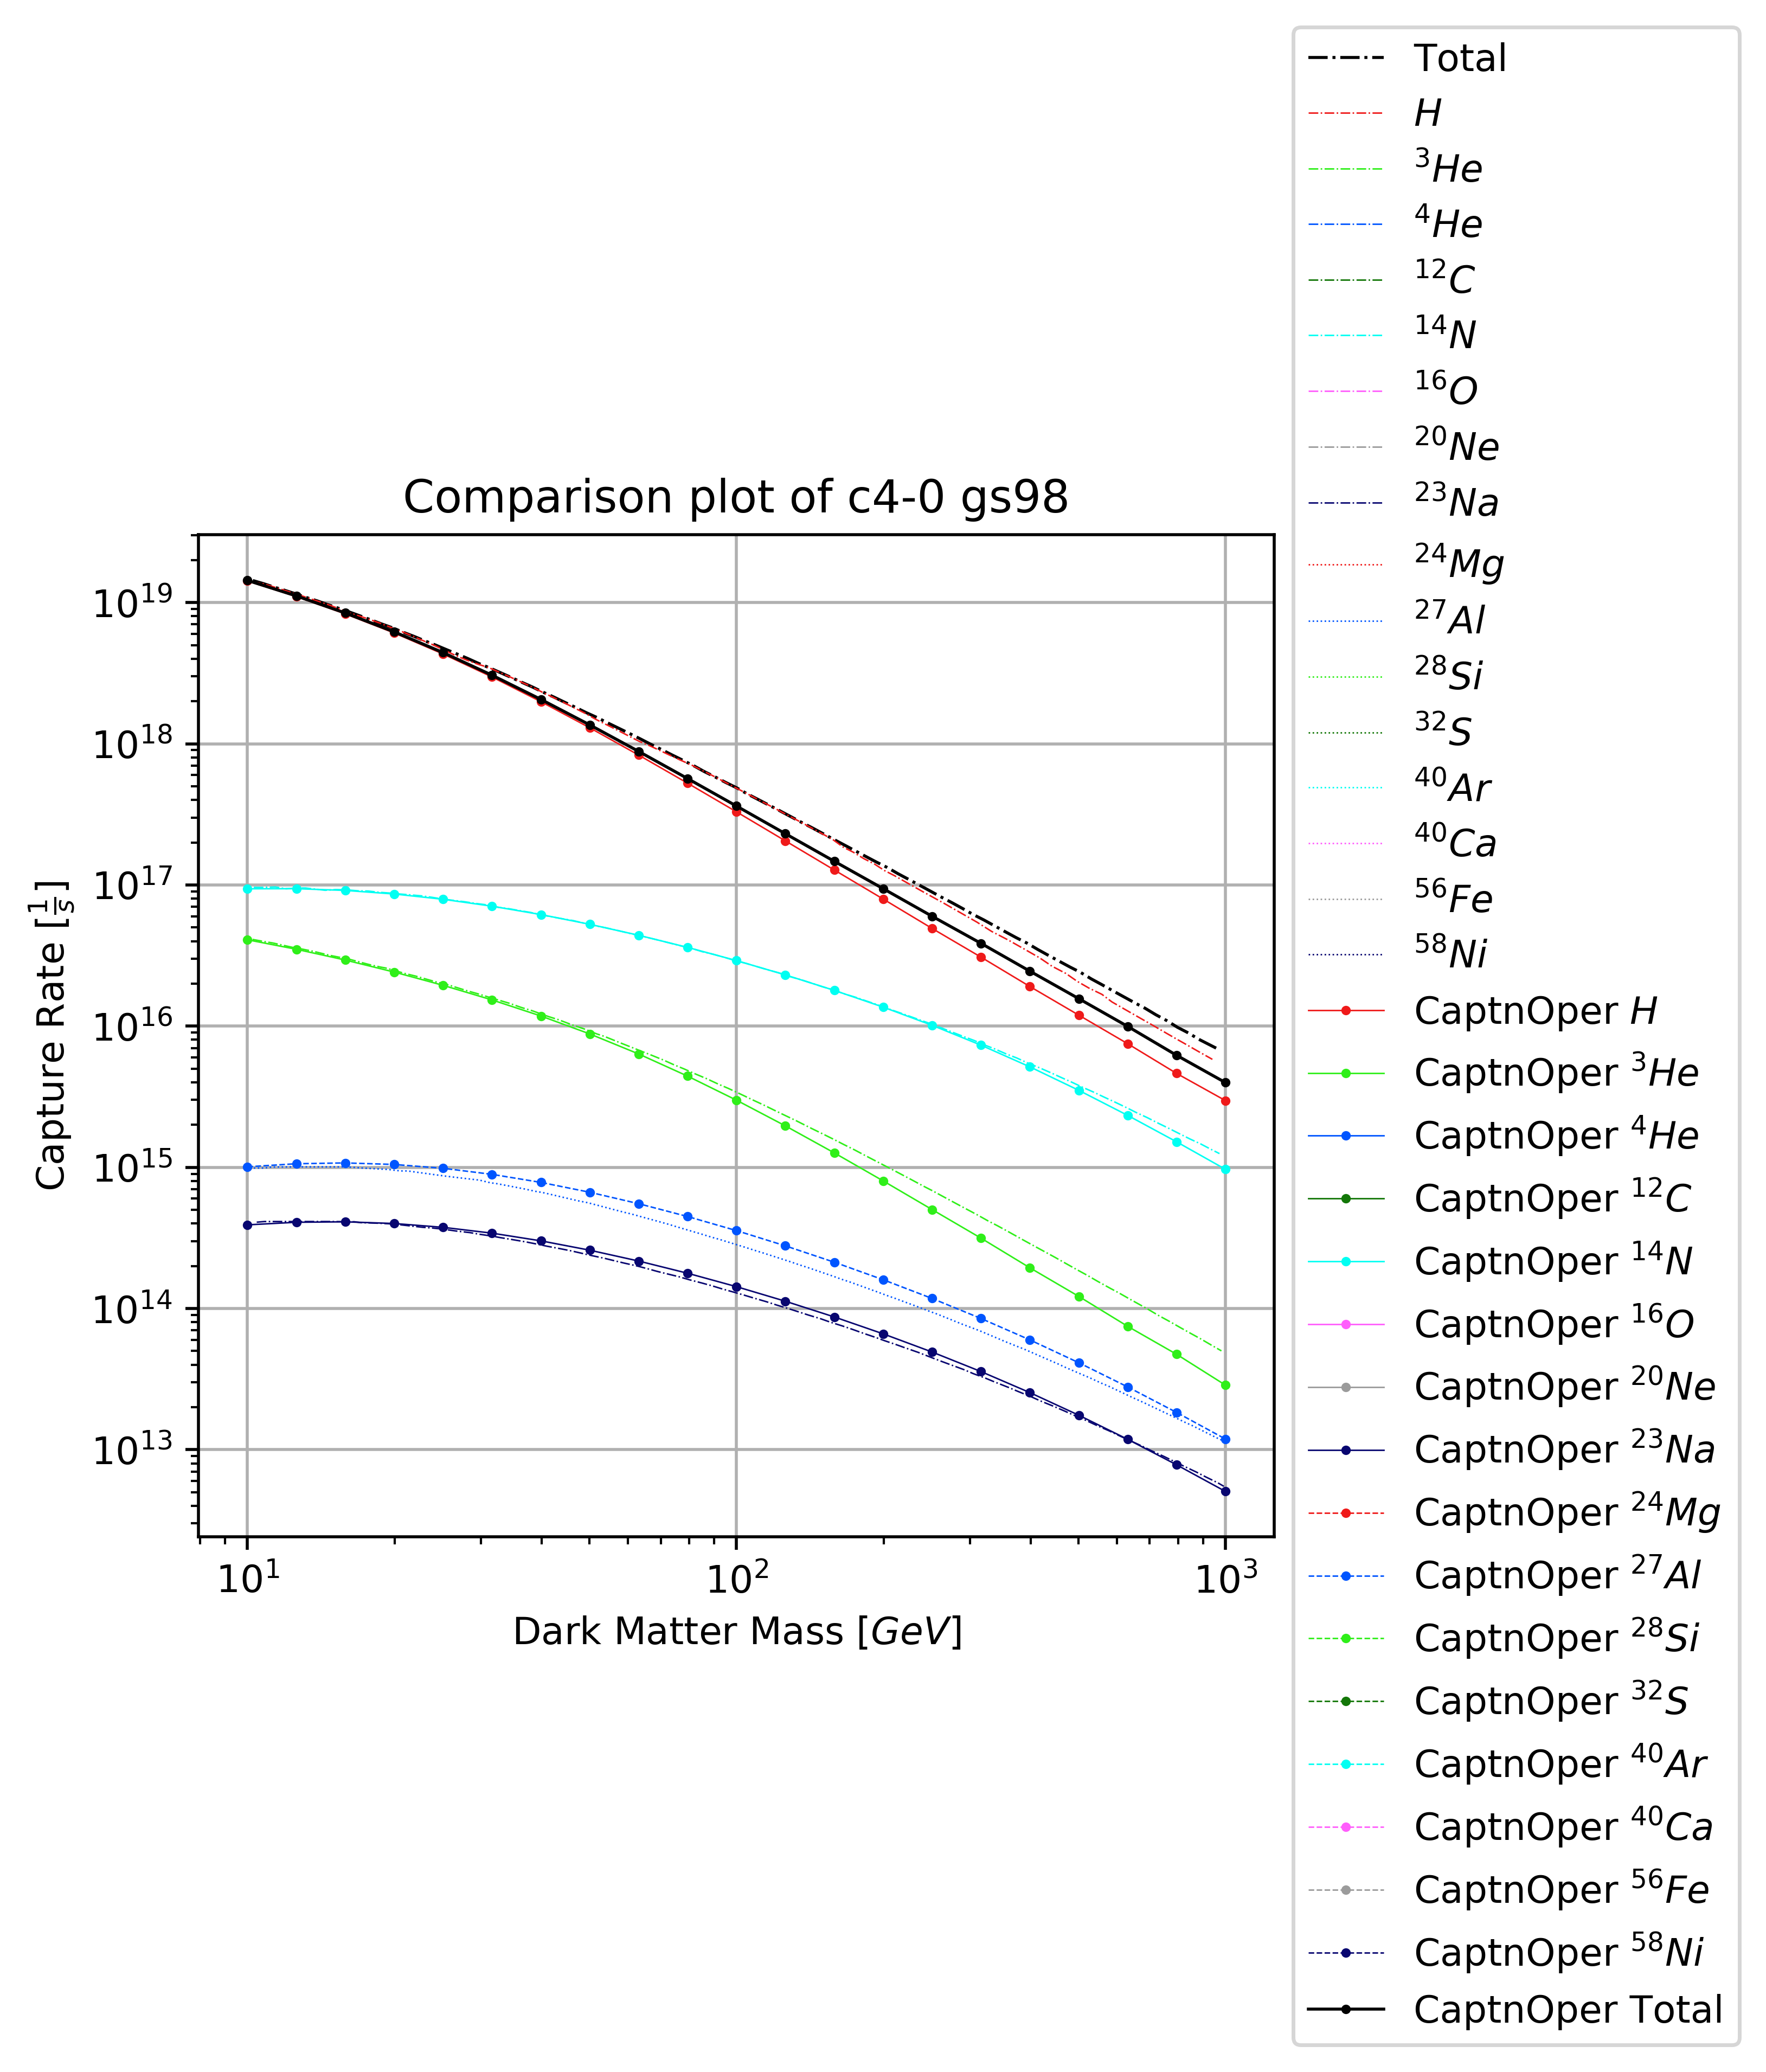 Comparison plot of c4-0 gs98
Capture Rate [1/s]
10^19
10^18
10^17
10^16
10^15
10^14
10^13
10^1
10^2
10^3
Dark Matter Mass [GeV]
Total
H
^3He
^4He
^12C
^14N
^16O
^20Ne
^23Na
^24Mg
^27Al
^28Si
^32S
^40Ar
^40Ca
^56Fe
^58Ni
CaptnOper H
CaptnOper ^3He
CaptnOper ^4He
CaptnOper ^12C
CaptnOper ^14N
CaptnOper ^16O
CaptnOper ^20Ne
CaptnOper ^23Na
CaptnOper ^24Mg
CaptnOper ^27Al
CaptnOper ^28Si
CaptnOper ^32S
CaptnOper ^40Ar
CaptnOper ^40Ca
CaptnOper ^56Fe
CaptnOper ^58Ni
CaptnOper Total